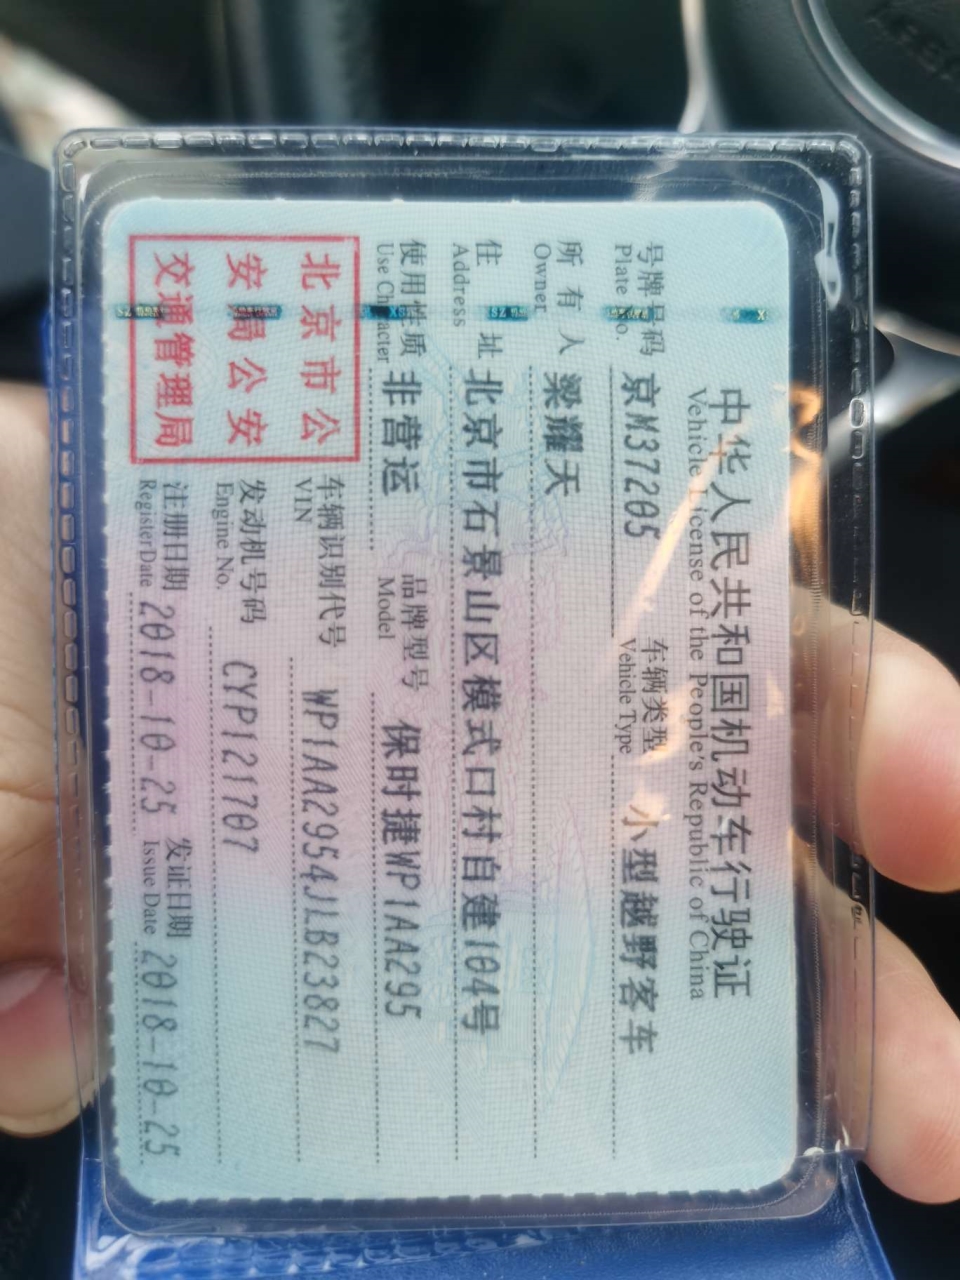 中华人民共和国机动车行驶证
Vehicle License of the People's Republic of China
号牌号码 京M37205 车辆类型 小型越野客车
Plate No. Vehicle Type
所有人 梁耀天
Owner
住址 北京市石景山区模式口村自建104号
Address
使用性质 非营运 品牌型号 保时捷WP1AA295
Use Character Model
北京市公安局公安交通管理局
车辆识别代号 WP1AA2954JLB23827
VIN
发动机号码 CYP121707
Engine No.
注册日期 2018-10-25 发证日期 2018-10-25
Register Date Issue Date